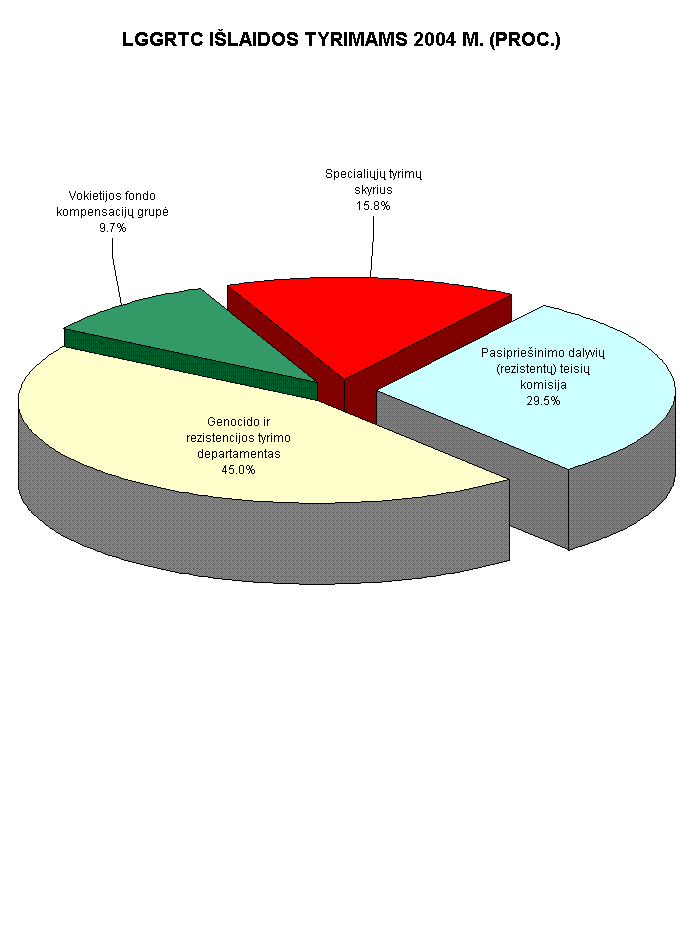 LGGRTC IŠLAIDOS TYRIMAMS 2004 M. (PROC.)
Specialiųjų tyrimų
skyrius
15.8%
Vokietijos fondo
kompensacijų grupė
9.7%
Pasipriešinimo dalyvių
(rezistentų) teisių
komisija
29.5%
Genocido ir
rezistencijos tyrimo
departamentas
45.0%